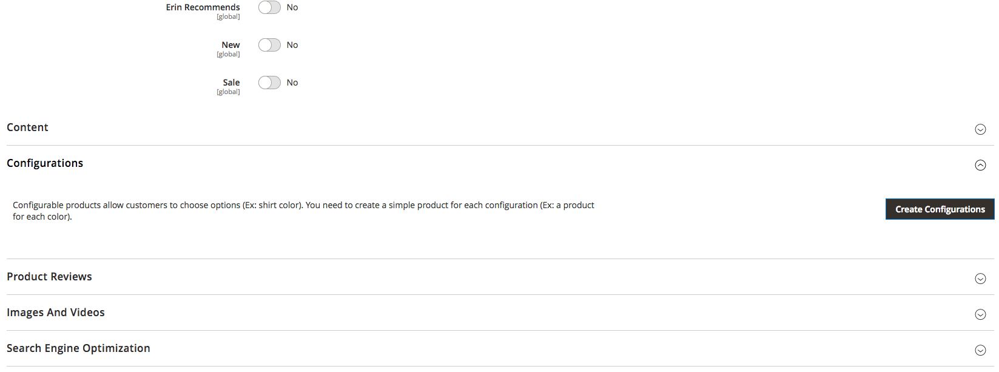 Erin Recommends No
[global]
New No
[global]
Sale No
[global]
Content
Configurations
Configurable products allow customers to choose options (Ex: shirt color). You need to create a simple product for each configuration (Ex: a product
for each color).
Create Configurations
Product Reviews
Images And Videos
Search Engine Optimization